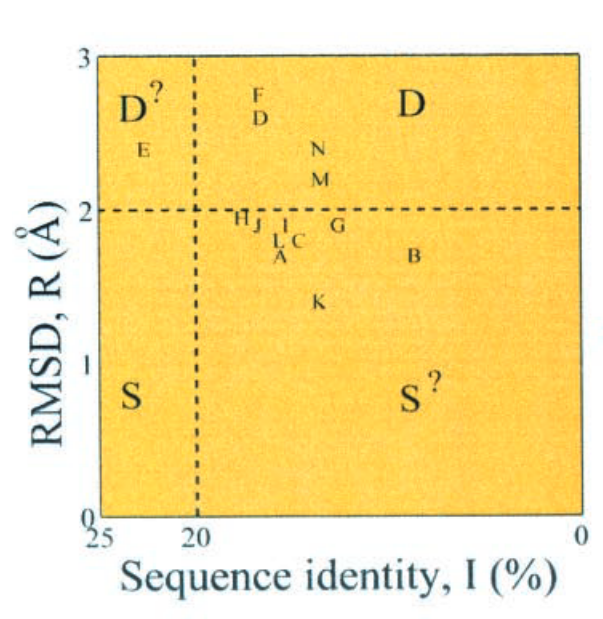 3
D?
F
D
D
E
N
M
2
H
J
I
G
L
C
A
B
K
1
S
S?
0
25
20
0
RMSD, R (Å)
Sequence identity, I (%)